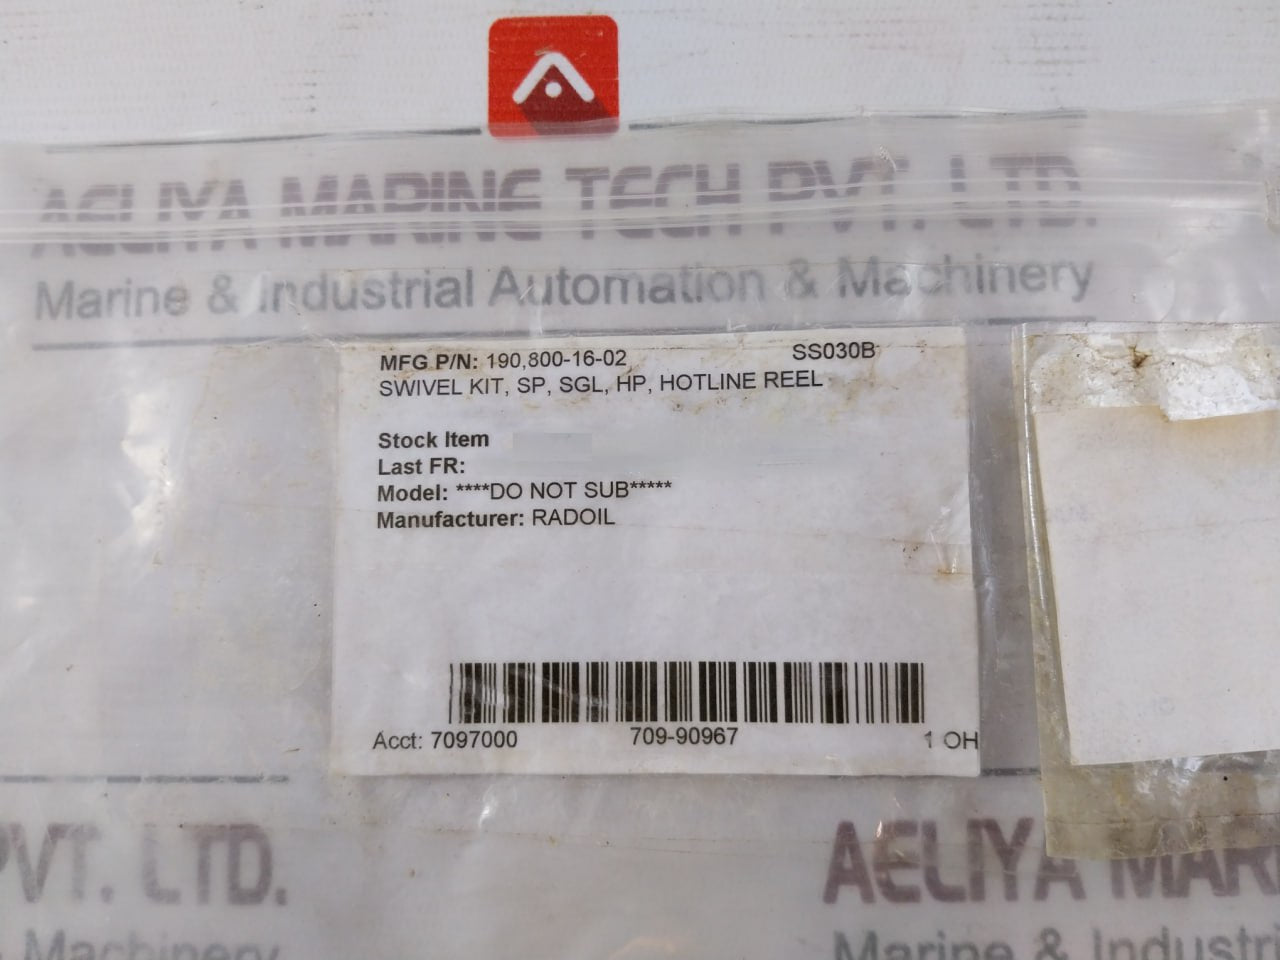 AELIYA MARINE TECH PVT. LTD.
Marine & Industrial Automation & Machinery
MFG P/N: 190,800-16-02 SS030B
SWIVEL KIT, SP, SGL, HP, HOTLINE REEL
Stock Item
Last FR:
Model: ****DO NOT SUB*****
Manufacturer: RADOIL
Acct: 7097000 709-90967 1 OH
PVT. LTD. AELIYA MARI
Machinery Marine & Industri